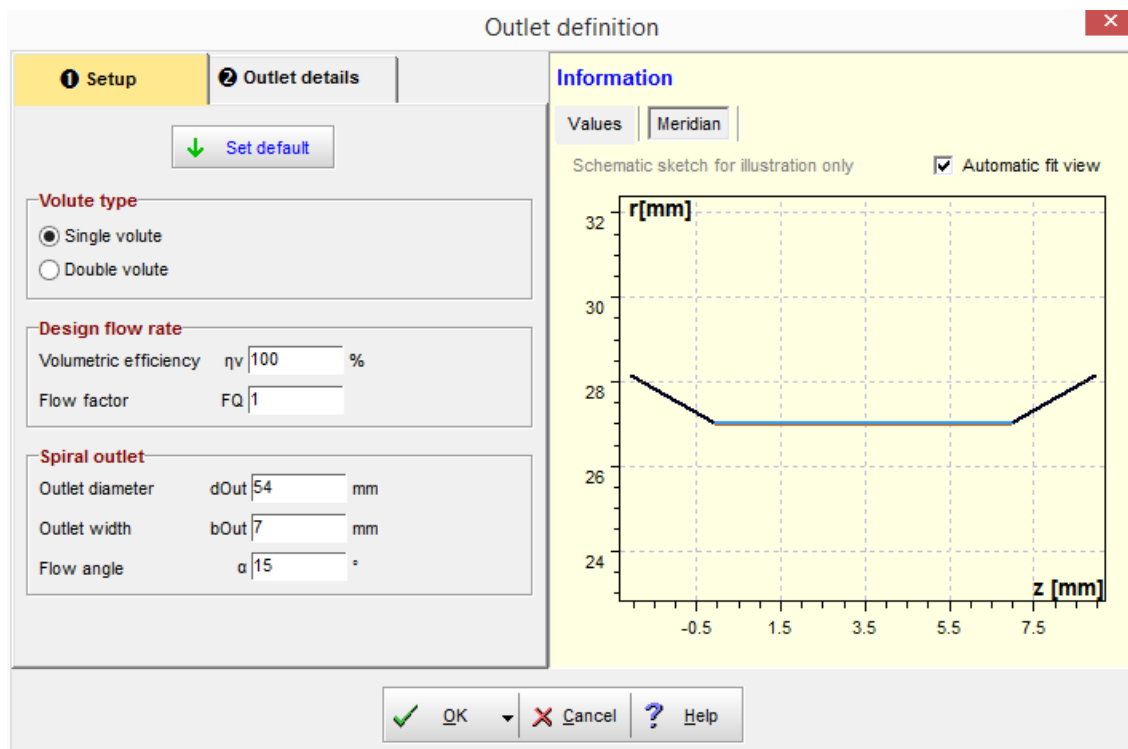 Outlet definition
❶ Setup
❷ Outlet details
Set default
Volute type
Single volute
Double volute
Design flow rate
Volumetric efficiency ηv 100 %
Flow factor FQ 1
Spiral outlet
Outlet diameter dOut 54 mm
Outlet width bOut 7 mm
Flow angle α 15 °
Information
Values Meridian
Schematic sketch for illustration only Automatic fit view
r[mm]
32
30
28
26
24
z [mm]
-0.5 1.5 3.5 5.5 7.5
OK Cancel ? Help